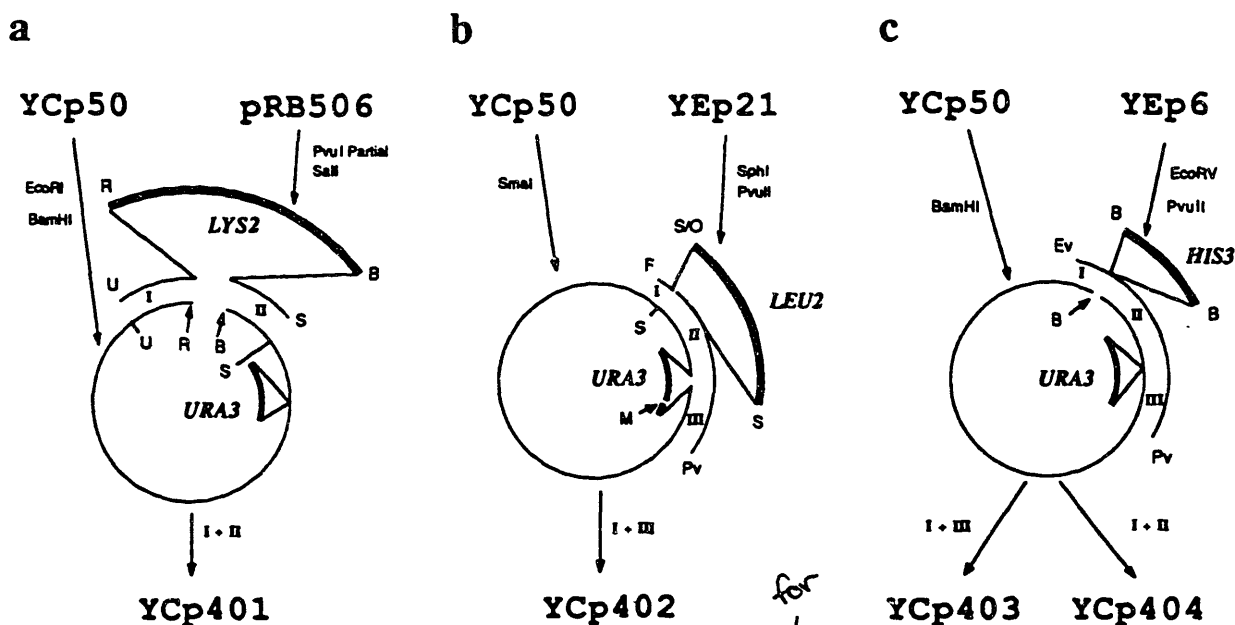 a
b
c
YCp50
pRB506
PvuI Partial
SalI
EcoRI
BamHI
R
LYS2
B
U
I
II
S
U
R
B
S
URA3
I + II
YCp401
YCp50
YEp21
SmaI
SphI
PvuII
S/O
F
I
LEU2
S
II
URA3
M
III
S
Pv
I + III
YCp402
for
YCp50
YEp6
BamHI
EcoRV
PvuII
B
Ev
HIS3
I
II
B
B
URA3
III
Pv
I + III
I + II
YCp403
YCp404